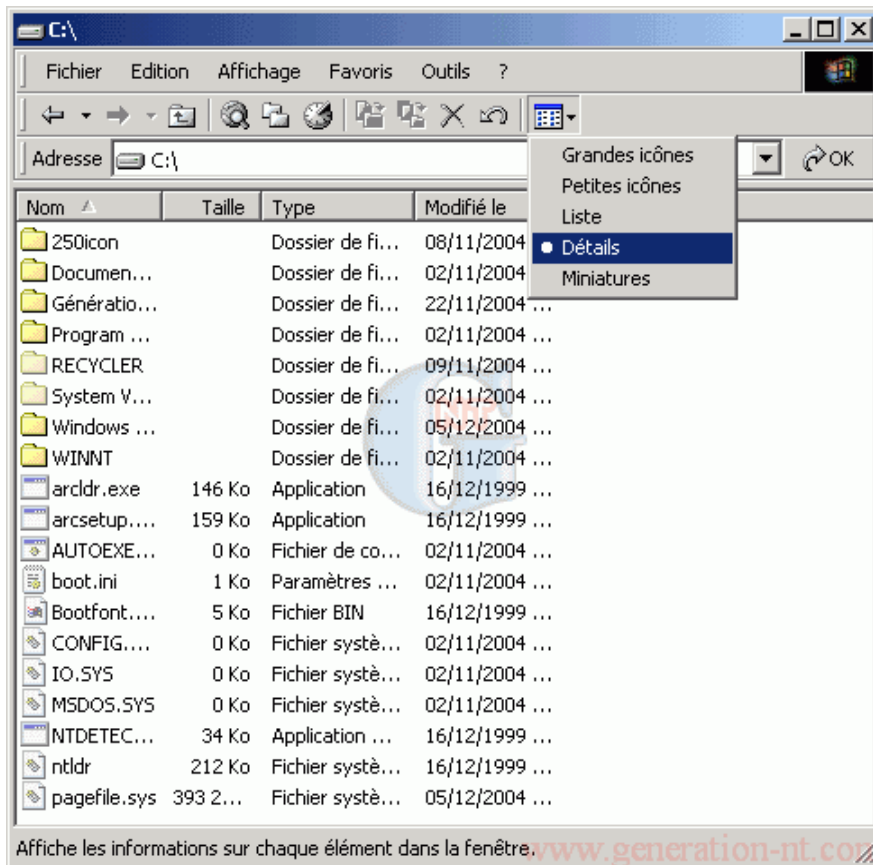 C:\
Fichier Edition Affichage Favoris Outils ?
Adresse C:\ OK
Grandes icônes
Petites icônes
Liste
Détails
Miniatures
Nom Taille Type Modifié le
250icon Dossier de fi... 08/11/2004
Documen... Dossier de fi... 02/11/2004
Génératio... Dossier de fi... 22/11/2004 ...
Program ... Dossier de fi... 02/11/2004 ...
RECYCLER Dossier de fi... 09/11/2004 ...
System V... Dossier de fi... 02/11/2004 ...
Windows ... Dossier de fi... 05/12/2004 ...
WINNT Dossier de fi... 02/11/2004 ...
arcldr.exe 146 Ko Application 16/12/1999 ...
arcsetup.... 159 Ko Application 16/12/1999 ...
AUTOEXE... 0 Ko Fichier de co... 02/11/2004 ...
boot.ini 1 Ko Paramètres ... 02/11/2004 ...
Bootfont.... 5 Ko Fichier BIN 16/12/1999 ...
CONFIG.... 0 Ko Fichier systè... 02/11/2004 ...
IO.SYS 0 Ko Fichier systè... 02/11/2004 ...
MSDOS.SYS 0 Ko Fichier systè... 02/11/2004 ...
NTDETEC... 34 Ko Application ... 16/12/1999 ...
ntldr 212 Ko Fichier systè... 16/12/1999 ...
pagefile.sys 393 2... Fichier systè... 05/12/2004 ...
Affiche les informations sur chaque élément dans la fenêtre.
www.generation-nt.com